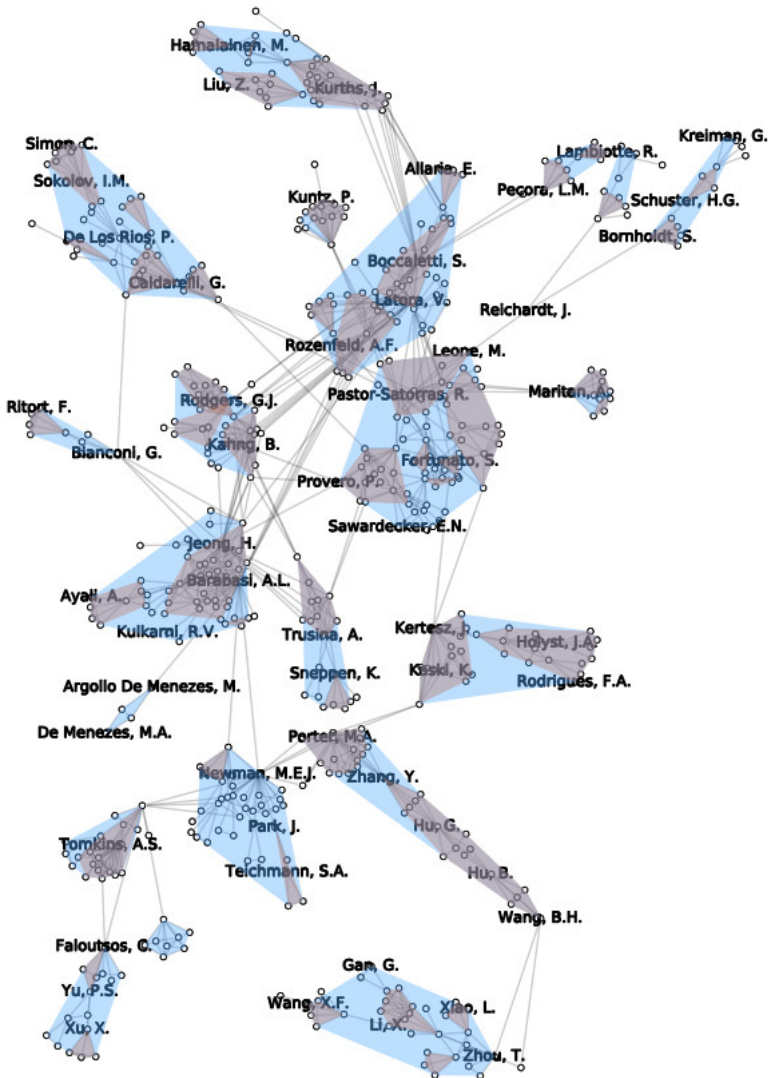 Hamalainen, M.
Liu, Z.
Kurths, J.
Kreiman, G.
Simon, C.
Lambiotte, R.
Allaria, E.
Sokolov, I.M.
Pecora, L.M.
Kuntz, P.
Schuster, H.G.
De Los Rios, P.
Bornholdt, S.
Boccaletti, S.
Caldarelli, G.
Latora, V.
Reichardt, J.
Rozenfeld, A.F.
Leone, M.
Pastor-Satorras, R.
Maritan, A.
Rodgers, G.J.
Ritort, F.
Kahng, B.
Bianconi, G.
Fortunato, S.
Provero, P.
Sawardecker, E.N.
Jeong, H.
Barabasi, A.L.
Ayali, A.
Kulkarni, R.V.
Trusina, A.
Kertesz, J.
Holyst, J.A.
Kaski, K.
Sneppen, K.
Rodrigues, F.A.
Argollo De Menezes, M.
De Menezes, M.A.
Porter, M.A.
Newman, M.E.J.
Zhang, Y.
Park, J.
Hu, G.
Tomkins, A.S.
Teichmann, S.A.
Hu, B.
Wang, B.H.
Faloutsos, C.
Gan, G.
Yu, P.S.
Wang, X.F.
Xiao, L.
Xu, X.
Li, X.
Zhou, T.